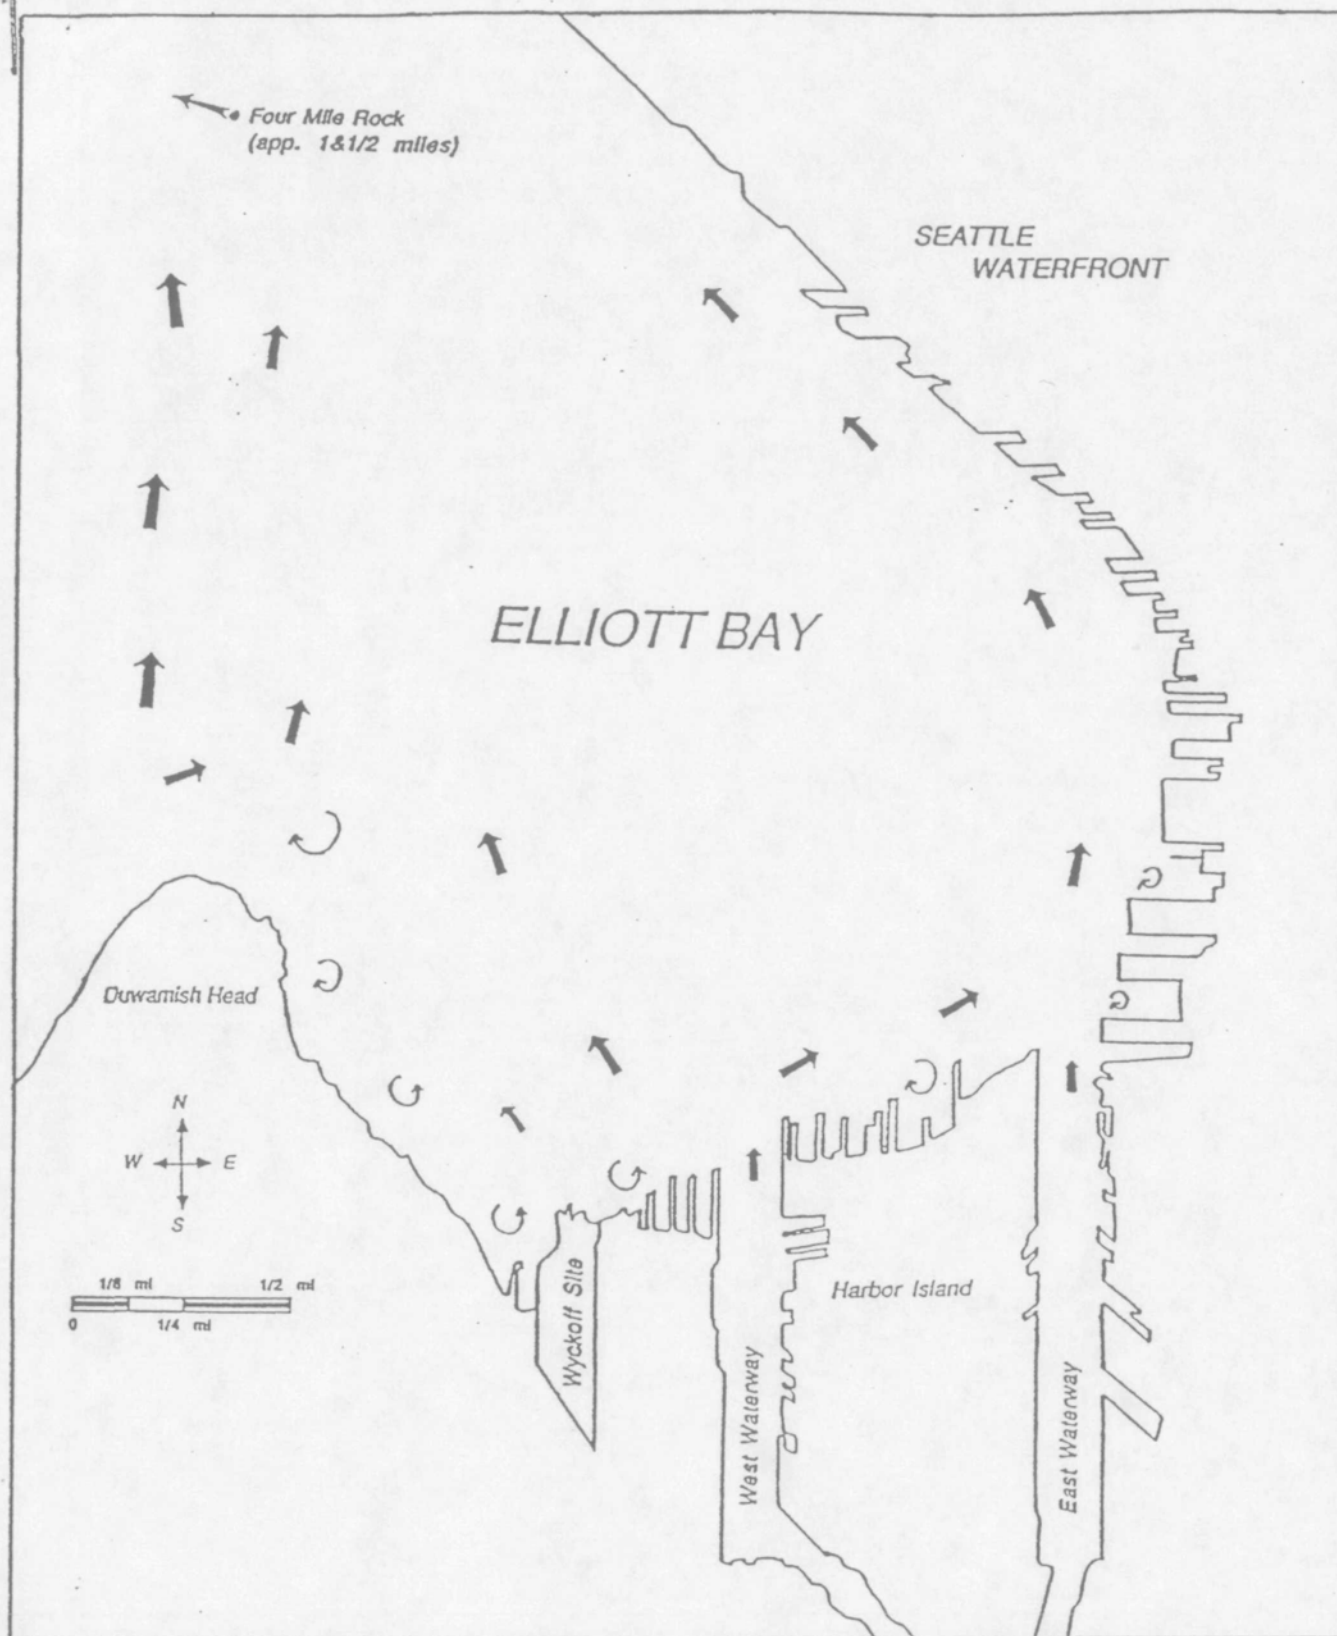 Four Mile Rock
(app. 1&1/2 miles)
SEATTLE
WATERFRONT
ELLIOTT BAY
Duwamish Head
N
W
E
S
1/8 mi
1/2 mi
0
1/4 mi
Wyckoff Site
West Waterway
Harbor Island
East Waterway